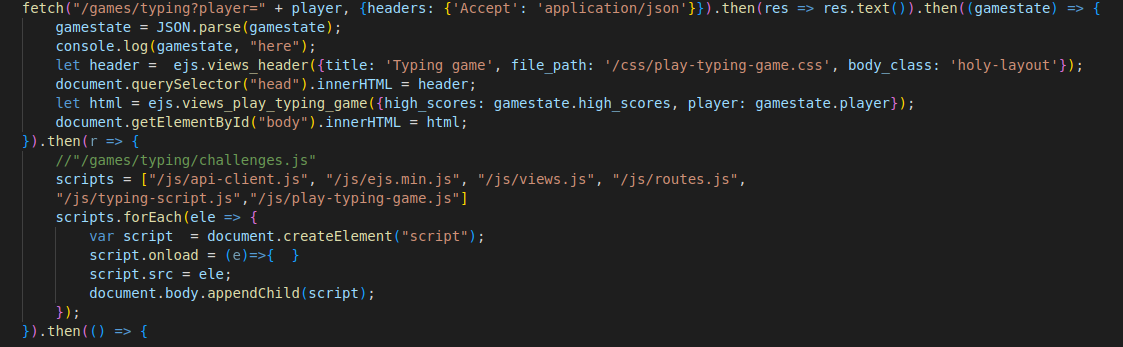 fetch("/games/typing?player=" + player, {headers: {'Accept': 'application/json'}}).then(res => res.text()).then((gamestate) => {
    gamestate = JSON.parse(gamestate);
    console.log(gamestate, "here");
    let header =  ejs.views_header({title: 'Typing game', file_path: '/css/play-typing-game.css', body_class: 'holy-layout'});
    document.querySelector("head").innerHTML = header;
    let html = ejs.views_play_typing_game({high_scores: gamestate.high_scores, player: gamestate.player});
    document.getElementById("body").innerHTML = html;
}).then(r => {
    //"/games/typing/challenges.js"
    scripts = ["/js/api-client.js", "/js/ejs.min.js", "/js/views.js", "/js/routes.js",
    "/js/typing-script.js","/js/play-typing-game.js"]
    scripts.forEach(ele => {
        var script  = document.createElement("script");
        script.onload = (e)=>{  }
        script.src = ele;
        document.body.appendChild(script);
    });
}).then(() => {